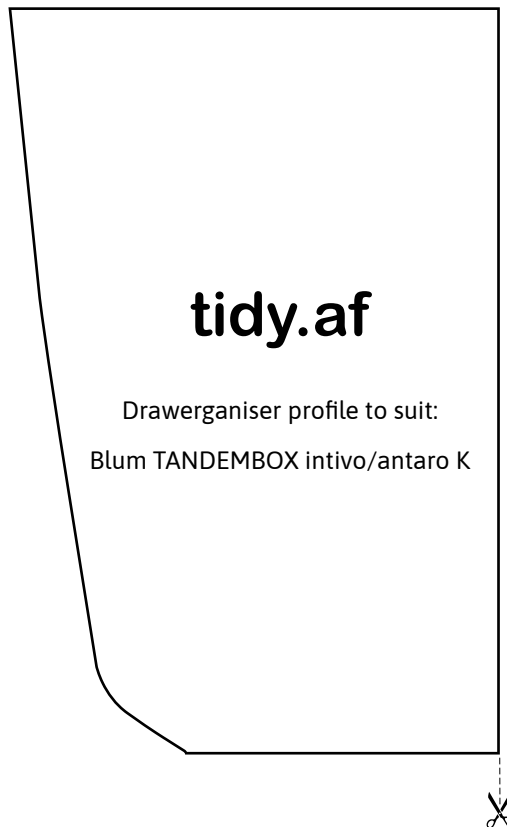 tidy.af
Drawerganiser profile to suit:
Blum TANDEMBOX intivo/antaro K